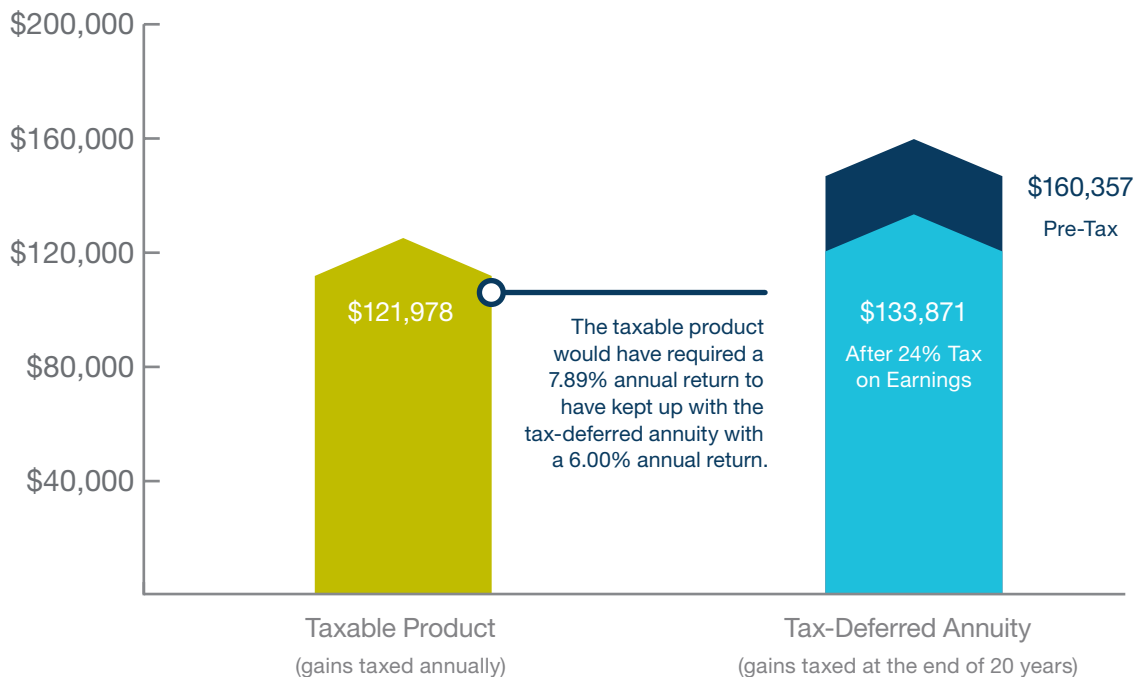 $200,000
$160,000
$120,000
$80,000
$40,000
$121,978
The taxable product
would have required a
7.89% annual return to
have kept up with the
tax-deferred annuity with
a 6.00% annual return.
$133,871
After 24% Tax
on Earnings
$160,357
Pre-Tax
Taxable Product
(gains taxed annually)
Tax-Deferred Annuity
(gains taxed at the end of 20 years)